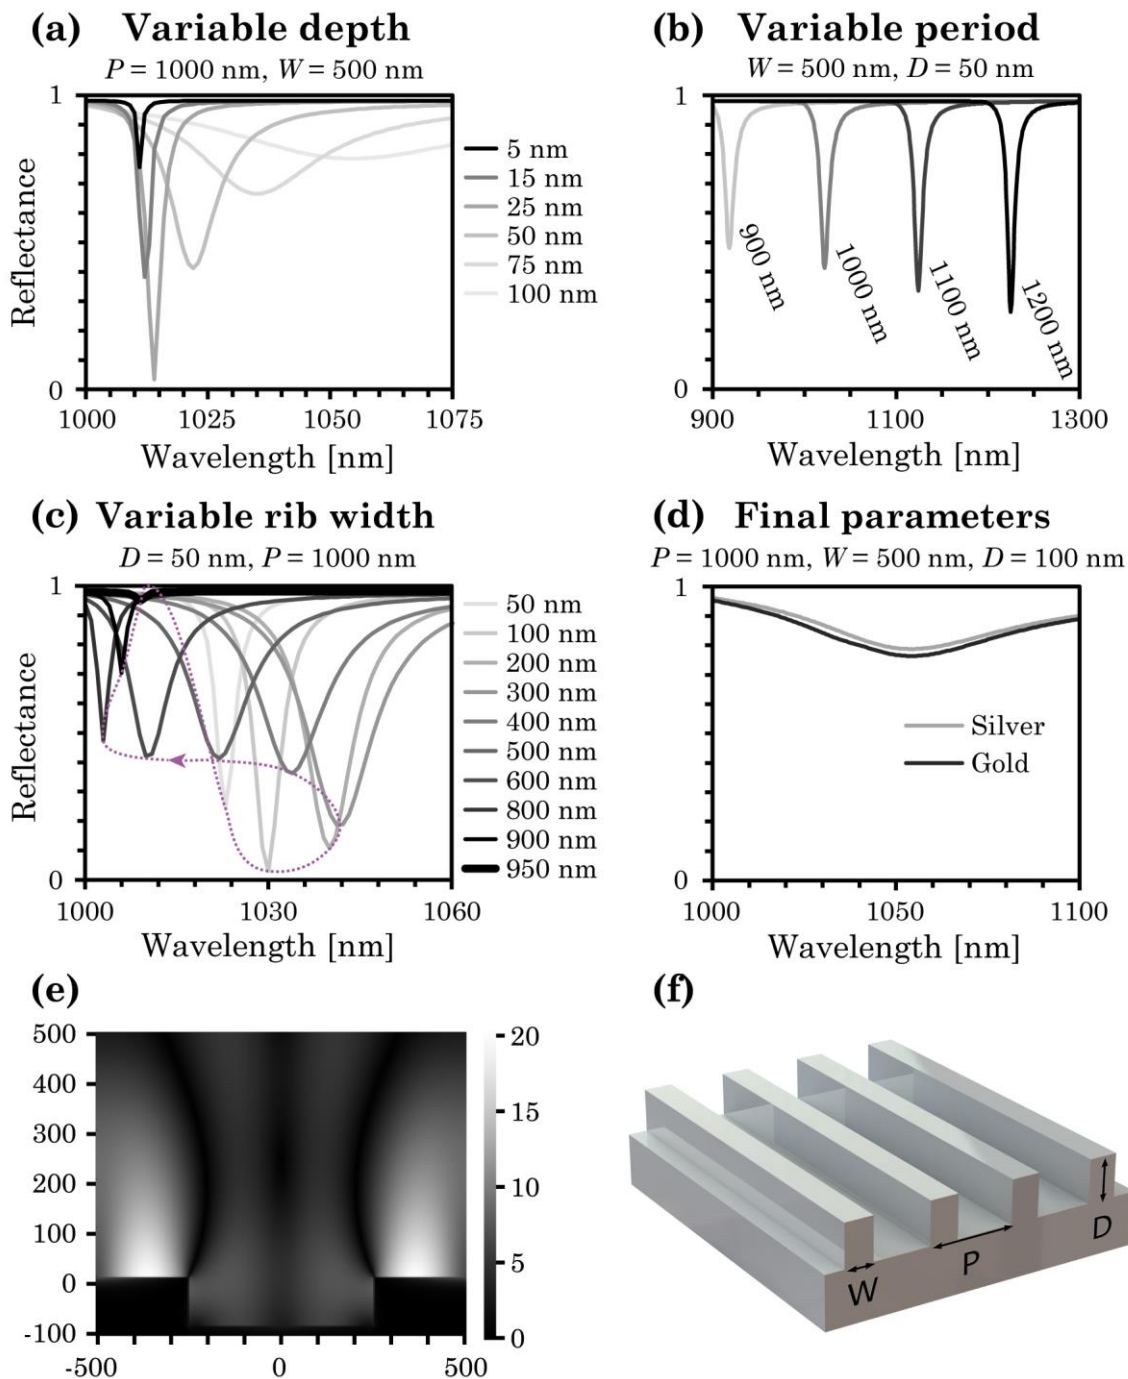 (a) Variable depth
P = 1000 nm, W = 500 nm
1
Reflectance
0
1000 1025 1050 1075
Wavelength [nm]
5 nm
15 nm
25 nm
50 nm
75 nm
100 nm
(b) Variable period
W = 500 nm, D = 50 nm
1
0
900 nm
1000 nm
1100 nm
1200 nm
900 1100 1300
Wavelength [nm]
(c) Variable rib width
D = 50 nm, P = 1000 nm
1
Reflectance
0
1000 1030 1060
Wavelength [nm]
50 nm
100 nm
200 nm
300 nm
400 nm
500 nm
600 nm
800 nm
900 nm
950 nm
(d) Final parameters
P = 1000 nm, W = 500 nm, D = 100 nm
1
Silver
Gold
0
1000 1050 1100
Wavelength [nm]
(e)
500
400
300
200
100
0
-100
-500 0 500
20
15
10
5
0
(f)
W
P
D